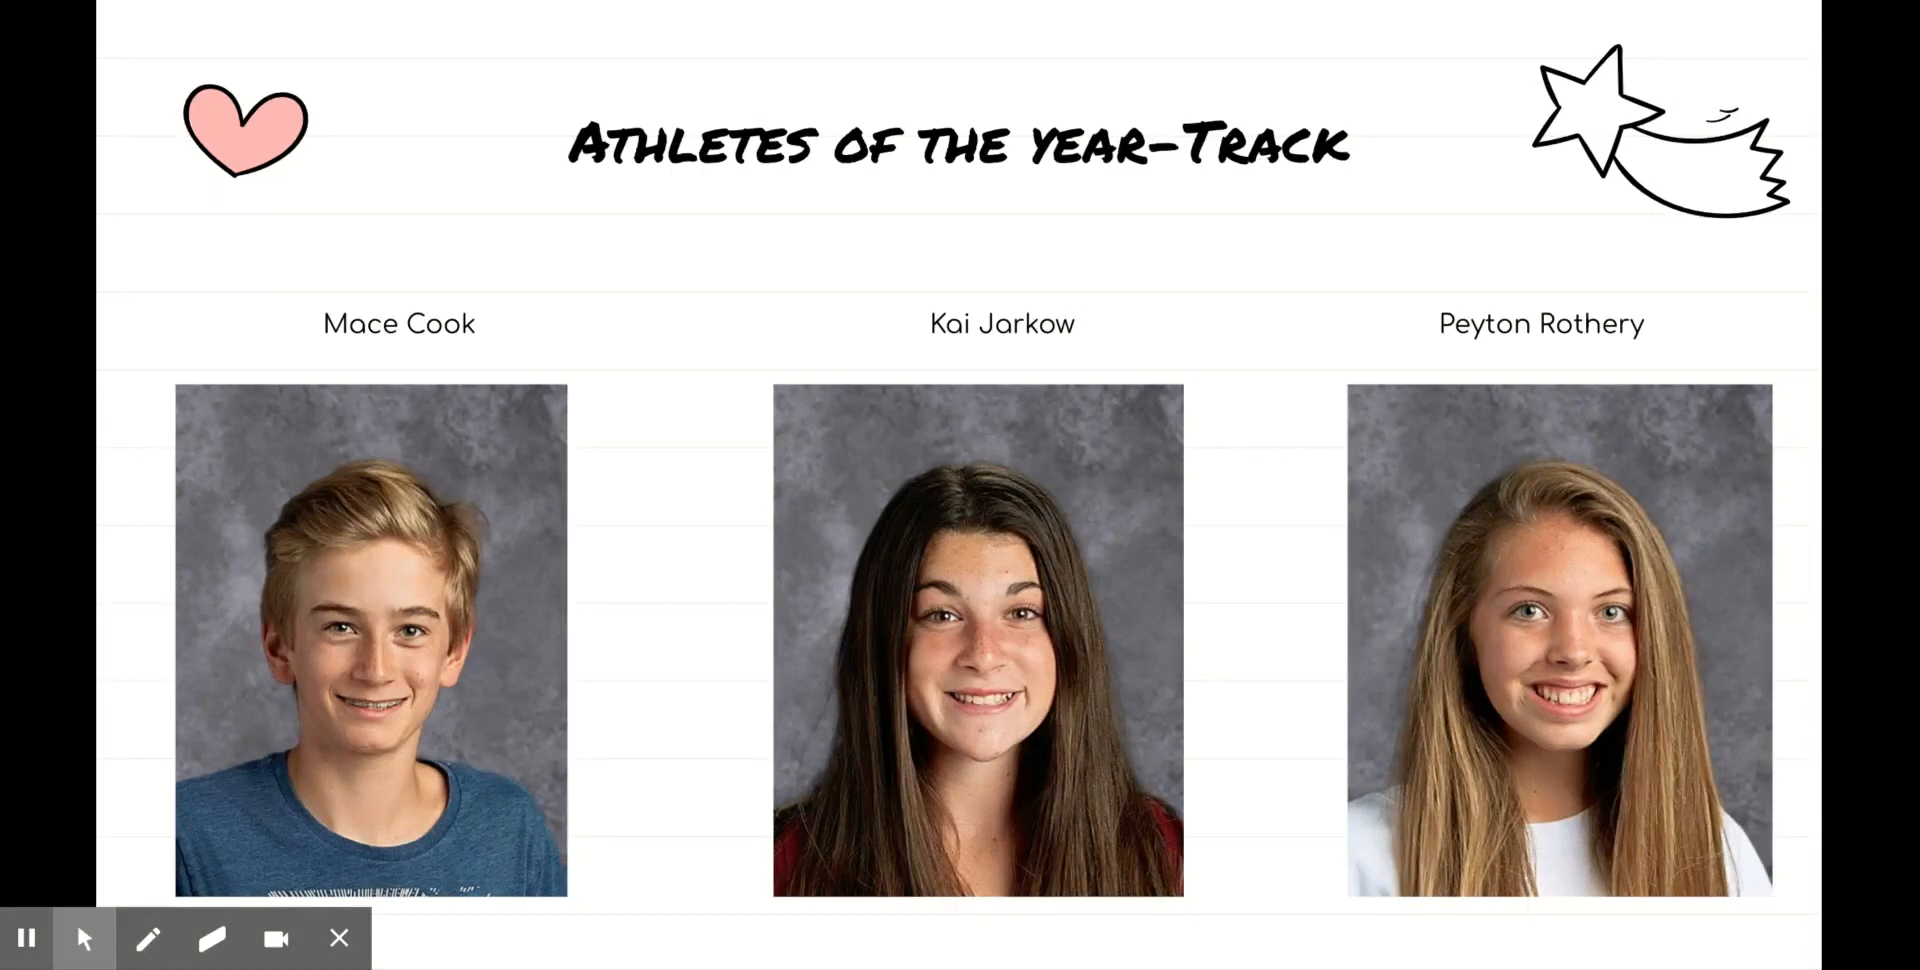 Athletes of the year-Track
Mace Cook
Kai Jarkow
Peyton Rothery